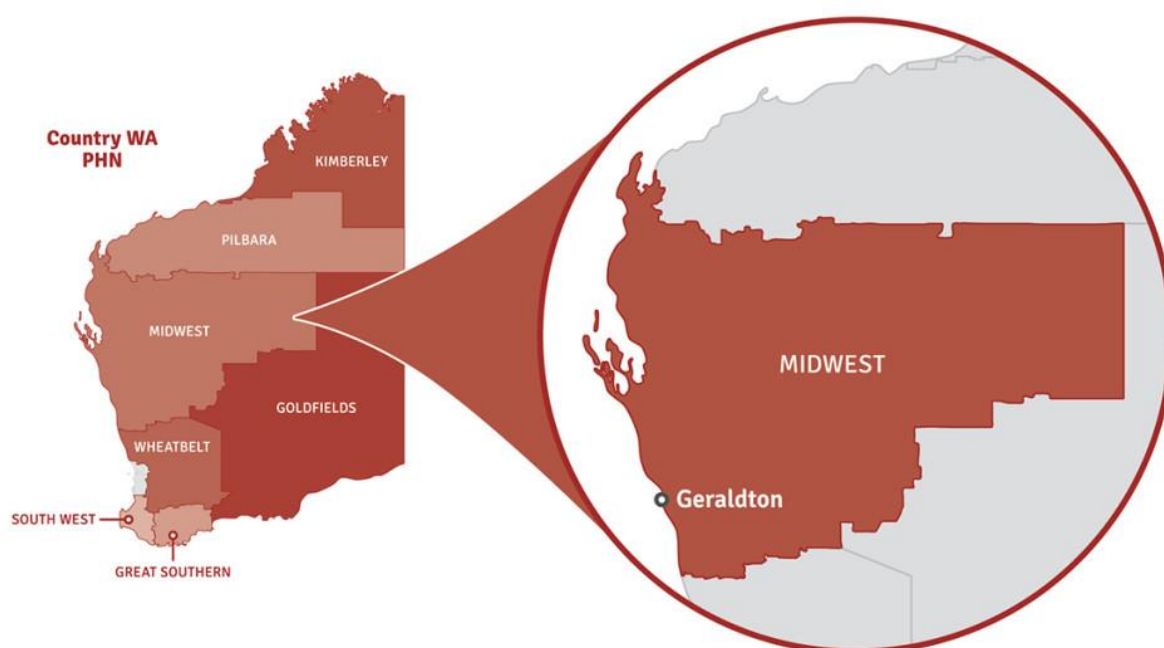 Country WA
PHN
KIMBERLEY
PILBARA
MIDWEST
GOLDFIELDS
WHEATBELT
SOUTH WEST
GREAT SOUTHERN
MIDWEST
Geraldton